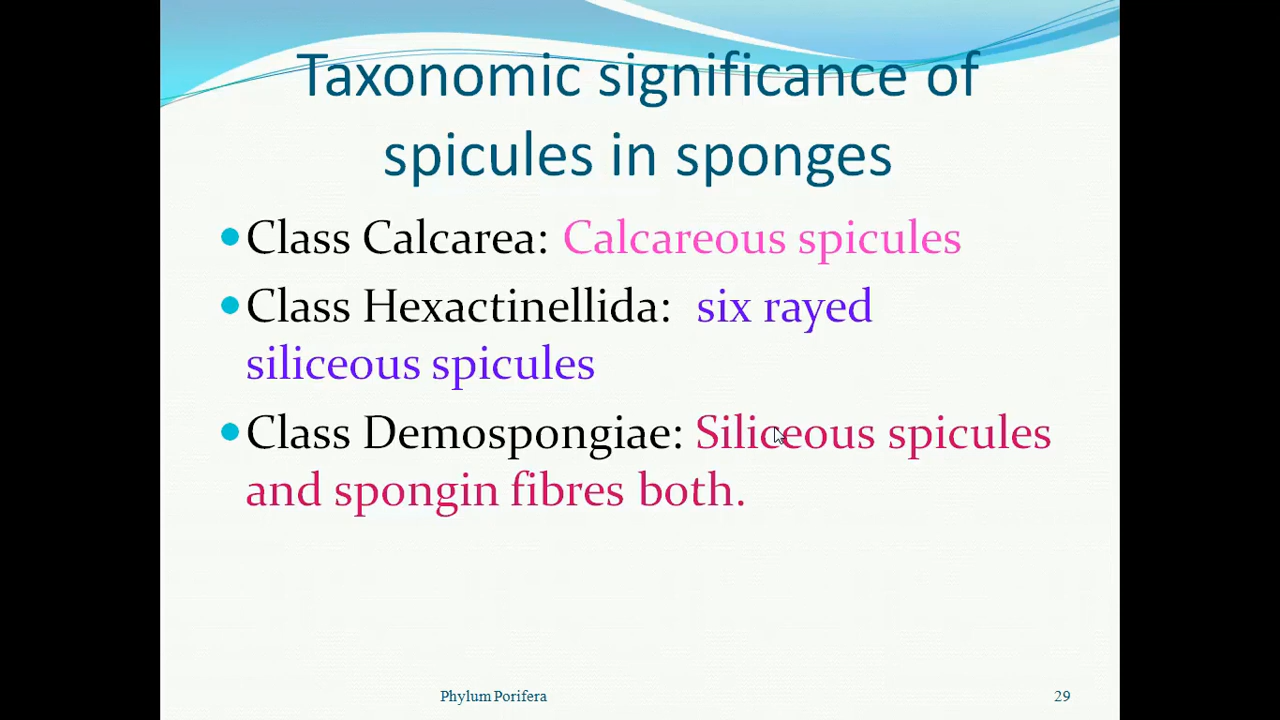 Taxonomic significance of
spicules in sponges
Class Calcarea: Calcareous spicules
Class Hexactinellida: six rayed
siliceous spicules
Class Demospongiae: Siliceous spicules
and spongin fibres both.
Phylum Porifera
29